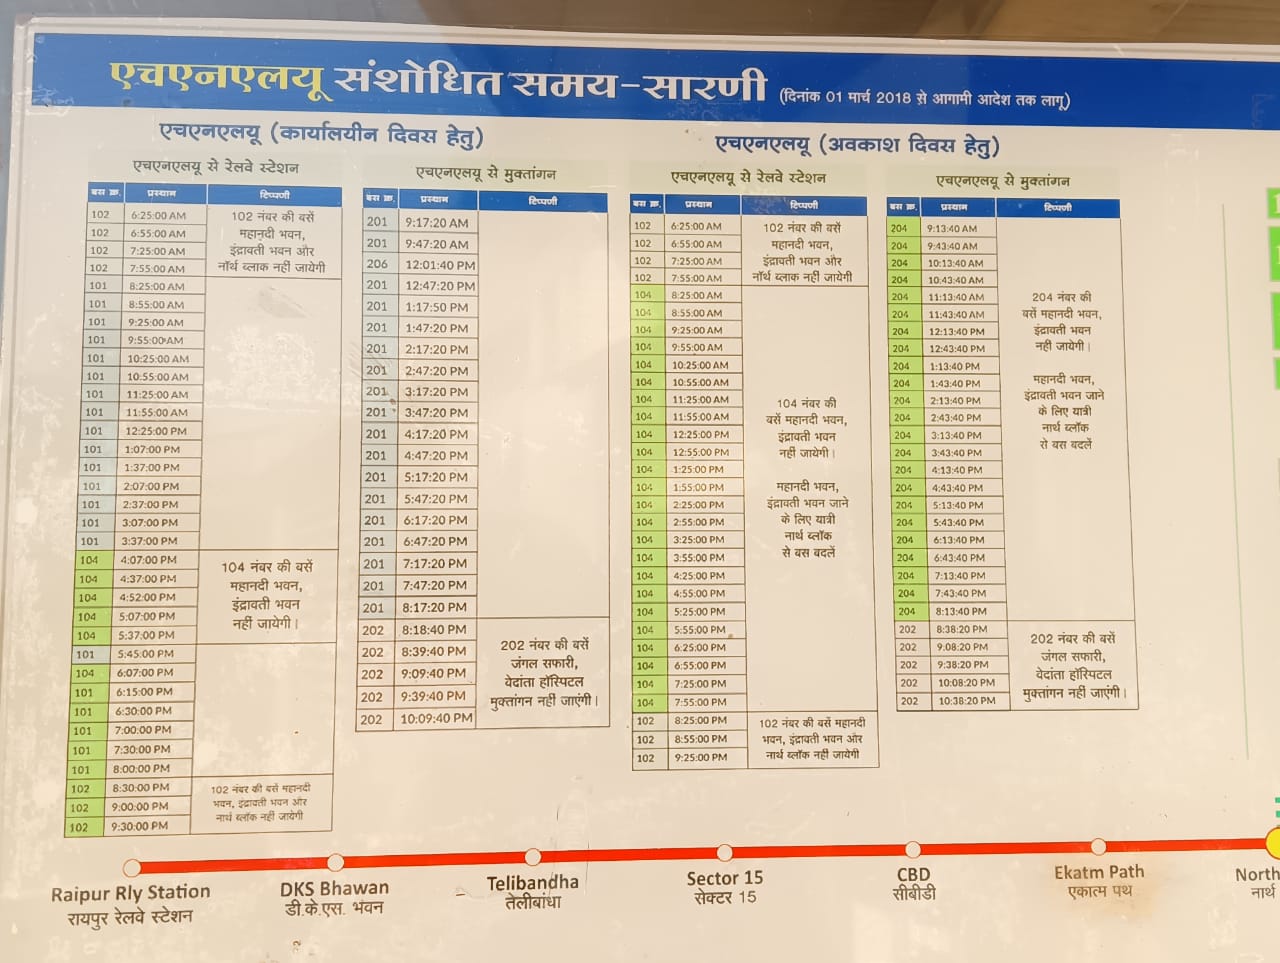 एचएनएलयू संशोधित समय-सारणी (दिनांक 01 मार्च 2018 से आगामी आदेश तक लागू)
एचएनएलयू (कार्यालयीन दिवस हेतु)
एचएनएलयू से रेलवे स्टेशन
बस क्र. प्रस्थान टिप्पणी
102 6:25:00 AM
102 6:55:00 AM
102 7:25:00 AM
102 7:55:00 AM
102 नंबर की बसें
महानदी भवन,
इंद्रावती भवन और
नॉर्थ ब्लाक नहीं जायेगी
101 8:25:00 AM
101 8:55:00 AM
101 9:25:00 AM
101 9:55:00 AM
101 10:25:00 AM
101 10:55:00 AM
101 11:25:00 AM
101 11:55:00 AM
101 12:25:00 PM
101 1:07:00 PM
101 1:37:00 PM
101 2:07:00 PM
101 2:37:00 PM
101 3:07:00 PM
101 3:37:00 PM
104 4:07:00 PM
104 4:37:00 PM
104 4:52:00 PM
104 5:07:00 PM
104 5:37:00 PM
104 नंबर की बसें
महानदी भवन,
इंद्रावती भवन
नहीं जायेगी।
101 5:45:00 PM
104 6:07:00 PM
101 6:15:00 PM
101 6:30:00 PM
101 7:00:00 PM
101 7:30:00 PM
101 8:00:00 PM
102 8:30:00 PM
102 9:00:00 PM
102 9:30:00 PM
102 नंबर की बसें महानदी
भवन, इंद्रावती भवन और
नार्थ ब्लॉक नहीं जायेगी
एचएनएलयू से मुक्तांगन
बस क्र. प्रस्थान टिप्पणी
201 9:17:20 AM
201 9:47:20 AM
206 12:01:40 PM
201 12:47:20 PM
201 1:17:50 PM
201 1:47:20 PM
201 2:17:20 PM
201 2:47:20 PM
201 3:17:20 PM
201 3:47:20 PM
201 4:17:20 PM
201 4:47:20 PM
201 5:17:20 PM
201 5:47:20 PM
201 6:17:20 PM
201 6:47:20 PM
201 7:17:20 PM
201 7:47:20 PM
201 8:17:20 PM
202 8:18:40 PM
202 8:39:40 PM
202 9:09:40 PM
202 9:39:40 PM
202 10:09:40 PM
202 नंबर की बसें
जंगल सफारी,
वेदांता हॉस्पिटल
मुक्तांगन नहीं जाएंगी।
एचएनएलयू (अवकाश दिवस हेतु)
एचएनएलयू से रेलवे स्टेशन
बस क्र. प्रस्थान टिप्पणी
102 6:25:00 AM
102 6:55:00 AM
102 7:25:00 AM
102 7:55:00 AM
102 नंबर की बसें
महानदी भवन,
इंद्रावती भवन और
नॉर्थ ब्लाक नहीं जायेगी
104 8:25:00 AM
104 8:55:00 AM
104 9:25:00 AM
104 9:55:00 AM
104 10:25:00 AM
104 10:55:00 AM
104 11:25:00 AM
104 11:55:00 AM
104 12:25:00 PM
104 12:55:00 PM
104 1:25:00 PM
104 1:55:00 PM
104 2:25:00 PM
104 2:55:00 PM
104 3:25:00 PM
104 3:55:00 PM
104 4:25:00 PM
104 4:55:00 PM
104 5:25:00 PM
104 5:55:00 PM
104 6:25:00 PM
104 6:55:00 PM
104 7:25:00 PM
104 7:55:00 PM
104 नंबर की
बसें महानदी भवन,
इंद्रावती भवन
नहीं जायेगी।
महानदी भवन,
इंद्रावती भवन जाने
के लिए यात्री
नार्थ ब्लॉक
से बस बदलें
102 8:25:00 PM
102 8:55:00 PM
102 9:25:00 PM
102 नंबर की बसें महानदी
भवन, इंद्रावती भवन और
नार्थ ब्लॉक नहीं जायेगी
एचएनएलयू से मुक्तांगन
बस क्र. प्रस्थान टिप्पणी
204 9:13:40 AM
204 9:43:40 AM
204 10:13:40 AM
204 10:43:40 AM
204 11:13:40 AM
204 11:43:40 AM
204 12:13:40 PM
204 12:43:40 PM
204 1:13:40 PM
204 1:43:40 PM
204 2:13:40 PM
204 2:43:40 PM
204 3:13:40 PM
204 3:43:40 PM
204 4:13:40 PM
204 4:43:40 PM
204 5:13:40 PM
204 5:43:40 PM
204 6:13:40 PM
204 6:43:40 PM
204 7:13:40 PM
204 7:43:40 PM
204 8:13:40 PM
204 नंबर की
बसें महानदी भवन,
इंद्रावती भवन
नहीं जायेगी।
महानदी भवन,
इंद्रावती भवन जाने
के लिए यात्री
नार्थ ब्लॉक
से बस बदलें
202 8:38:20 PM
202 9:08:20 PM
202 9:38:20 PM
202 10:08:20 PM
202 10:38:20 PM
202 नंबर की बसें
जंगल सफारी,
वेदांता हॉस्पिटल
मुक्तांगन नहीं जाएंगी।
Raipur Rly Station
रायपुर रेलवे स्टेशन
DKS Bhawan
डी.के.एस. भवन
Telibandha
तेलीबांधा
Sector 15
सेक्टर 15
CBD
सीबीडी
Ekatm Path
एकात्म पथ
North
नार्थ